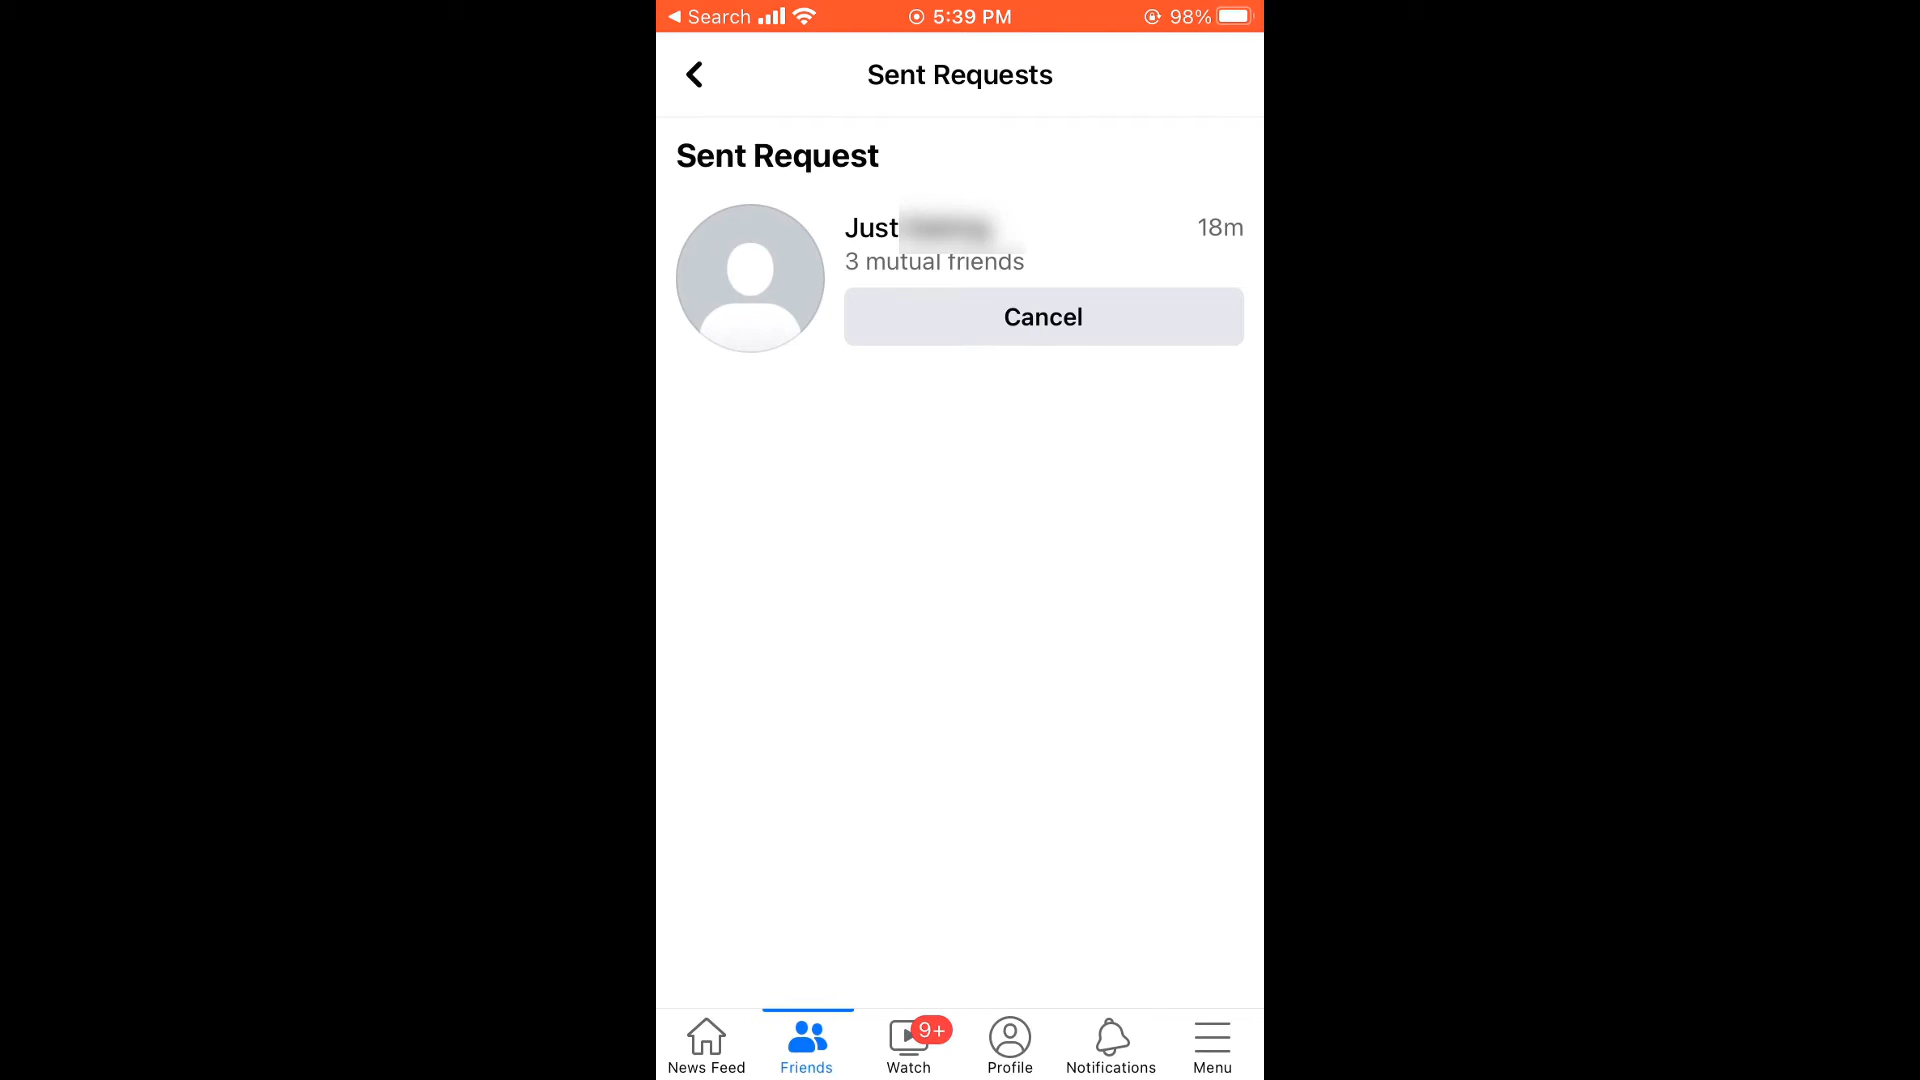 Search 5:39 PM 98%
Sent Requests
Sent Request
Just 18m
3 mutual friends
Cancel
9+
News Feed Friends Watch Profile Notifications Menu